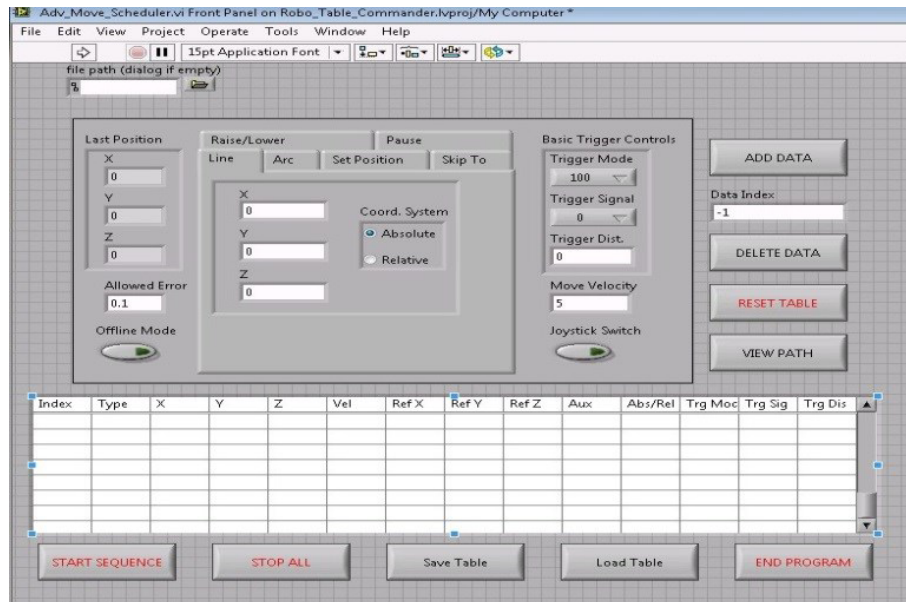 Adv_Move_Scheduler.vi Front Panel on Robo_Table_Commander.lvproj/My Computer *
File Edit View Project Operate Tools Window Help
15pt Application Font
file path (dialog if empty)
Last Position
X
0
Y
0
Z
0
Allowed Error
0.1
Offline Mode
Raise/Lower Pause
Line Arc Set Position Skip To
X
0
Y
0
Z
0
Coord. System
Absolute
Relative
Basic Trigger Controls
Trigger Mode
100
Trigger Signal
0
Trigger Dist.
0
Move Velocity
5
Joystick Switch
ADD DATA
Data Index
-1
DELETE DATA
RESET TABLE
VIEW PATH
Index Type X Y Z Vel Ref X Ref Y Ref Z Aux Abs/Rel Trg Moc Trg Sig Trg Dis
START SEQUENCE STOP ALL Save Table Load Table END PROGRAM